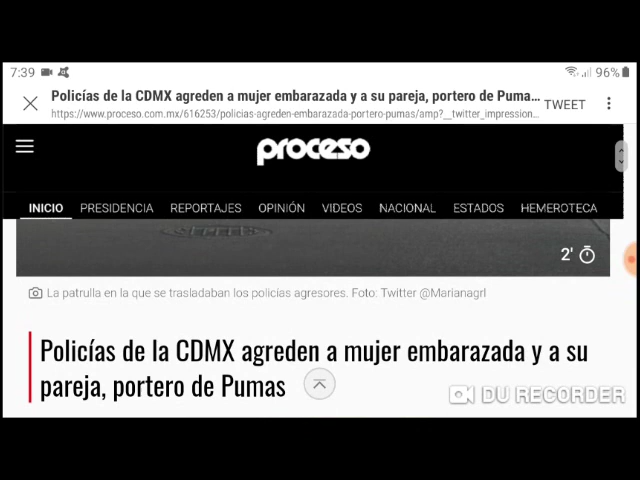 7:39
96%
Policías de la CDMX agreden a mujer embarazada y a su pareja, portero de Puma...
https://www.proceso.com.mx/616253/policias-agreden-embarazada-portero-pumas/amp?__twitter_impression...
TWEET
proceso
INICIO PRESIDENCIA REPORTAJES OPINIÓN VIDEOS NACIONAL ESTADOS HEMEROTECA
2'
La patrulla en la que se trasladaban los policías agresores. Foto: Twitter @Marianagrl
Policías de la CDMX agreden a mujer embarazada y a su
pareja, portero de Pumas
DU RECORDER